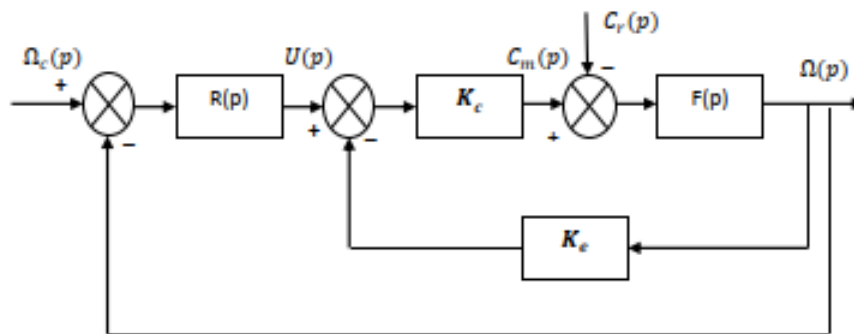 C_r(p)
Ω_c(p) U(p) C_m(p) Ω(p)
+ − 
R(p) K_c F(p)
− + − +
K_e